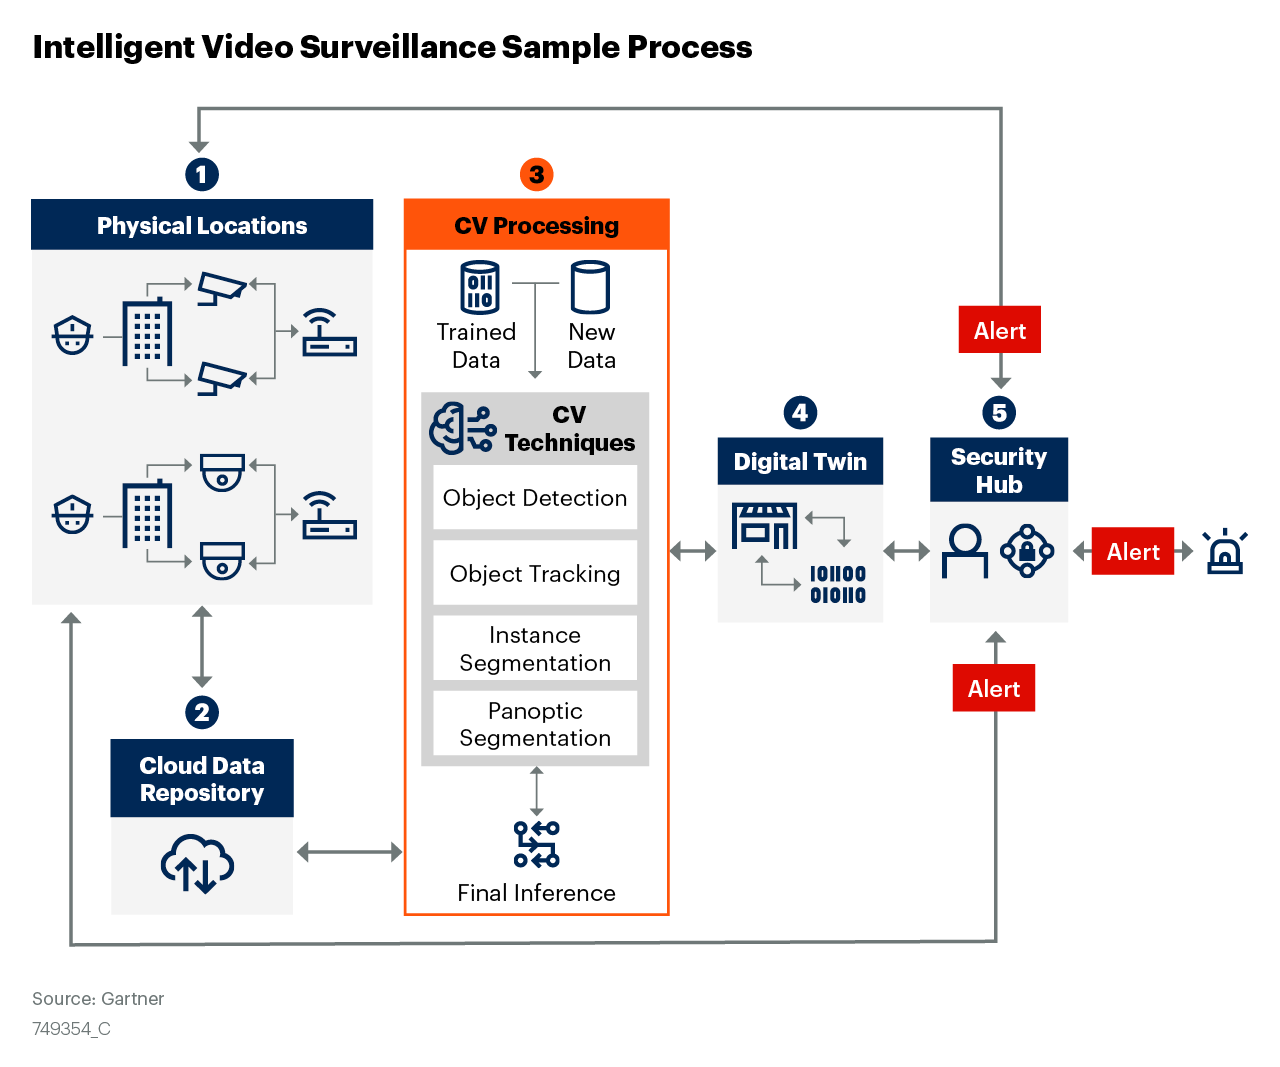 Intelligent Video Surveillance Sample Process
1
Physical Locations
2
Cloud Data
Repository
3
CV Processing
011
110
Trained
Data
New
Data
CV
Techniques
Object Detection
Object Tracking
Instance
Segmentation
Panoptic
Segmentation
Final Inference
4
Digital Twin
101100
010110
Alert
5
Security
Hub
Alert
Alert
Source: Gartner
749354_C